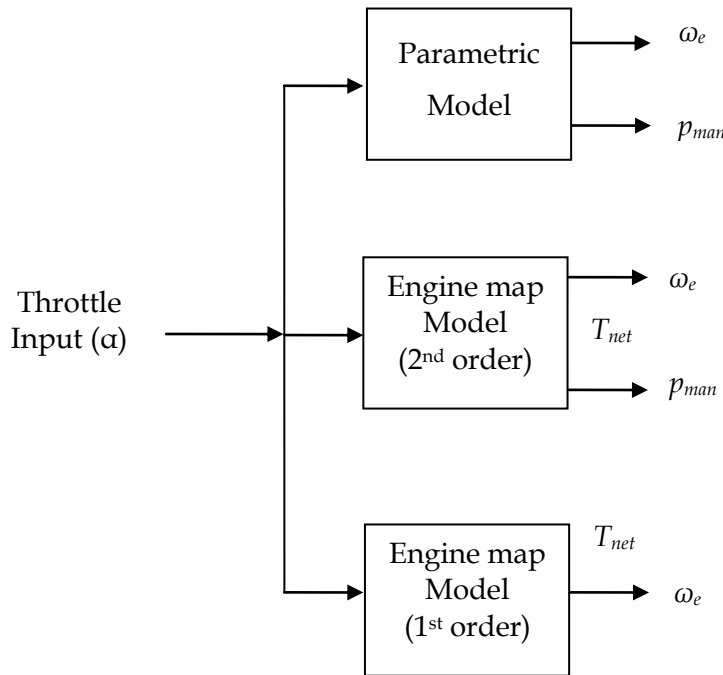 Parametric
Model
ωe
pman
Throttle
Input (α)
Engine map
Model
(2nd order)
ωe
Tnet
pman
Engine map
Model
(1st order)
Tnet
ωe